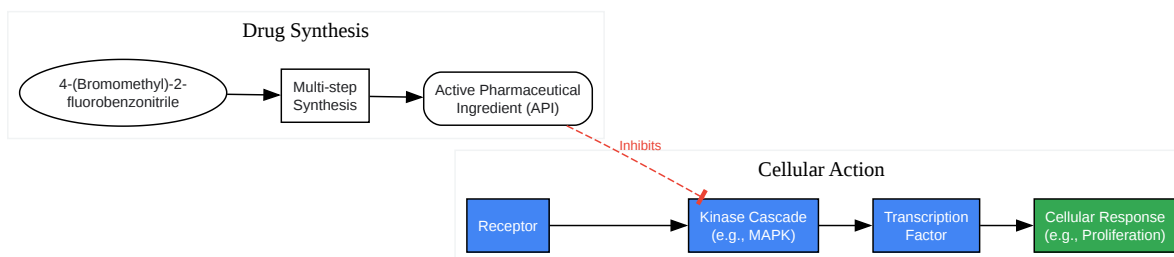 Drug Synthesis
4-(Bromomethyl)-2-
fluorobenzonitrile
Multi-step
Synthesis
Active Pharmaceutical
Ingredient (API)
Inhibits
Cellular Action
Receptor
Kinase Cascade
(e.g., MAPK)
Transcription
Factor
Cellular Response
(e.g., Proliferation)